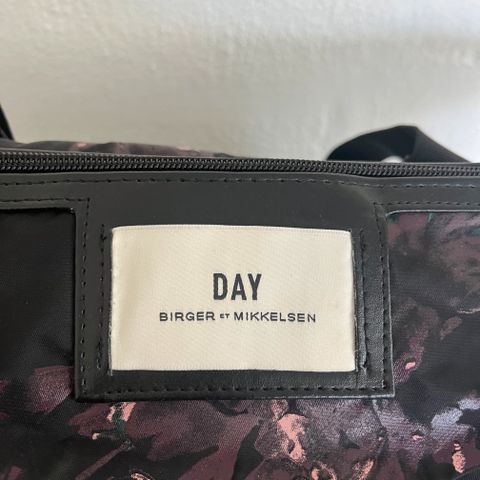 DAY
BIRGER ET MIKKELSEN